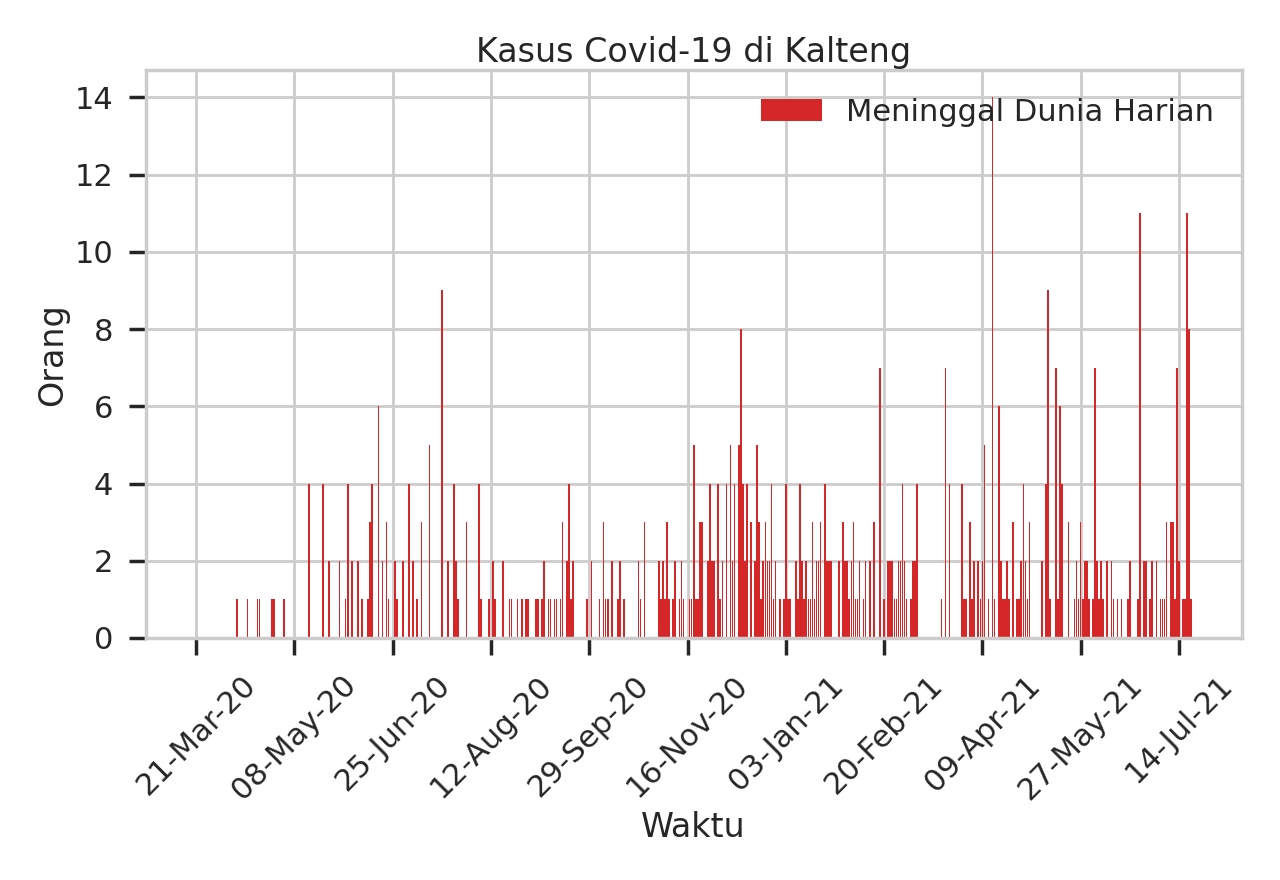 Kasus Covid-19 di Kalteng
Meninggal Dunia Harian
Orang
14
12
10
8
6
4
2
0
21-Mar-20
08-May-20
25-Jun-20
12-Aug-20
29-Sep-20
16-Nov-20
03-Jan-21
20-Feb-21
09-Apr-21
27-May-21
14-Jul-21
Waktu